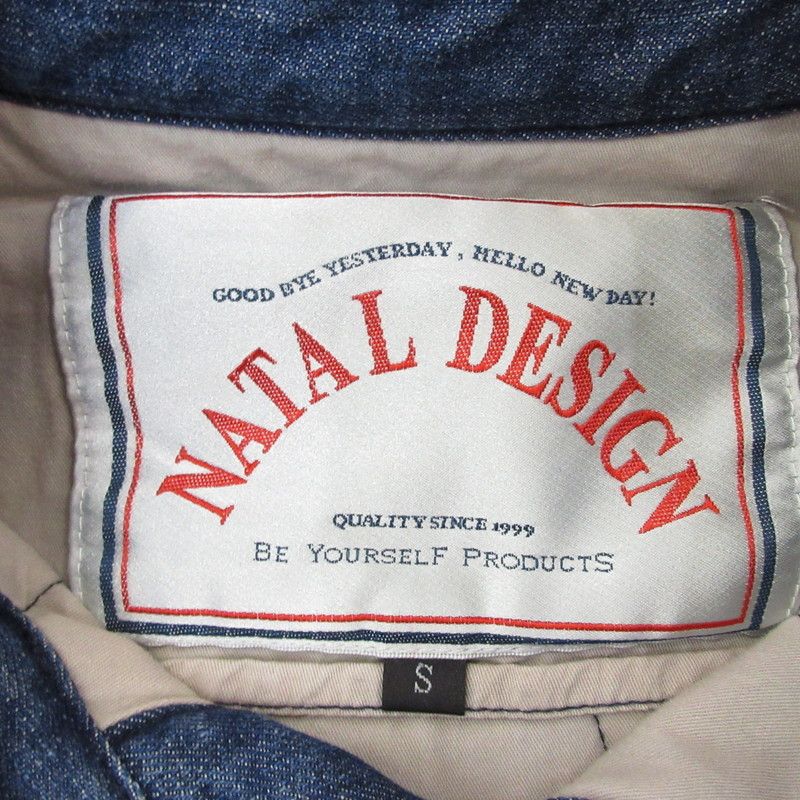 GOOD BYE YESTERDAY, HELLO NEW DAY!
NATAL DESIGN
QUALITY SINCE 1999
BE YOURSELF PRODUCTS
S